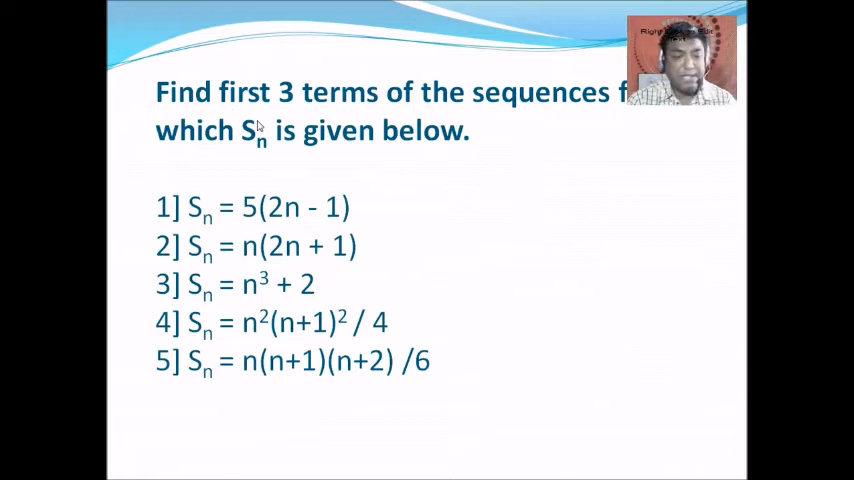 Find first 3 terms of the sequences
which Sₙ is given below.
1] Sₙ = 5(2n - 1)
2] Sₙ = n(2n + 1)
3] Sₙ = n³ + 2
4] Sₙ = n²(n+1)² / 4
5] Sₙ = n(n+1)(n+2) /6